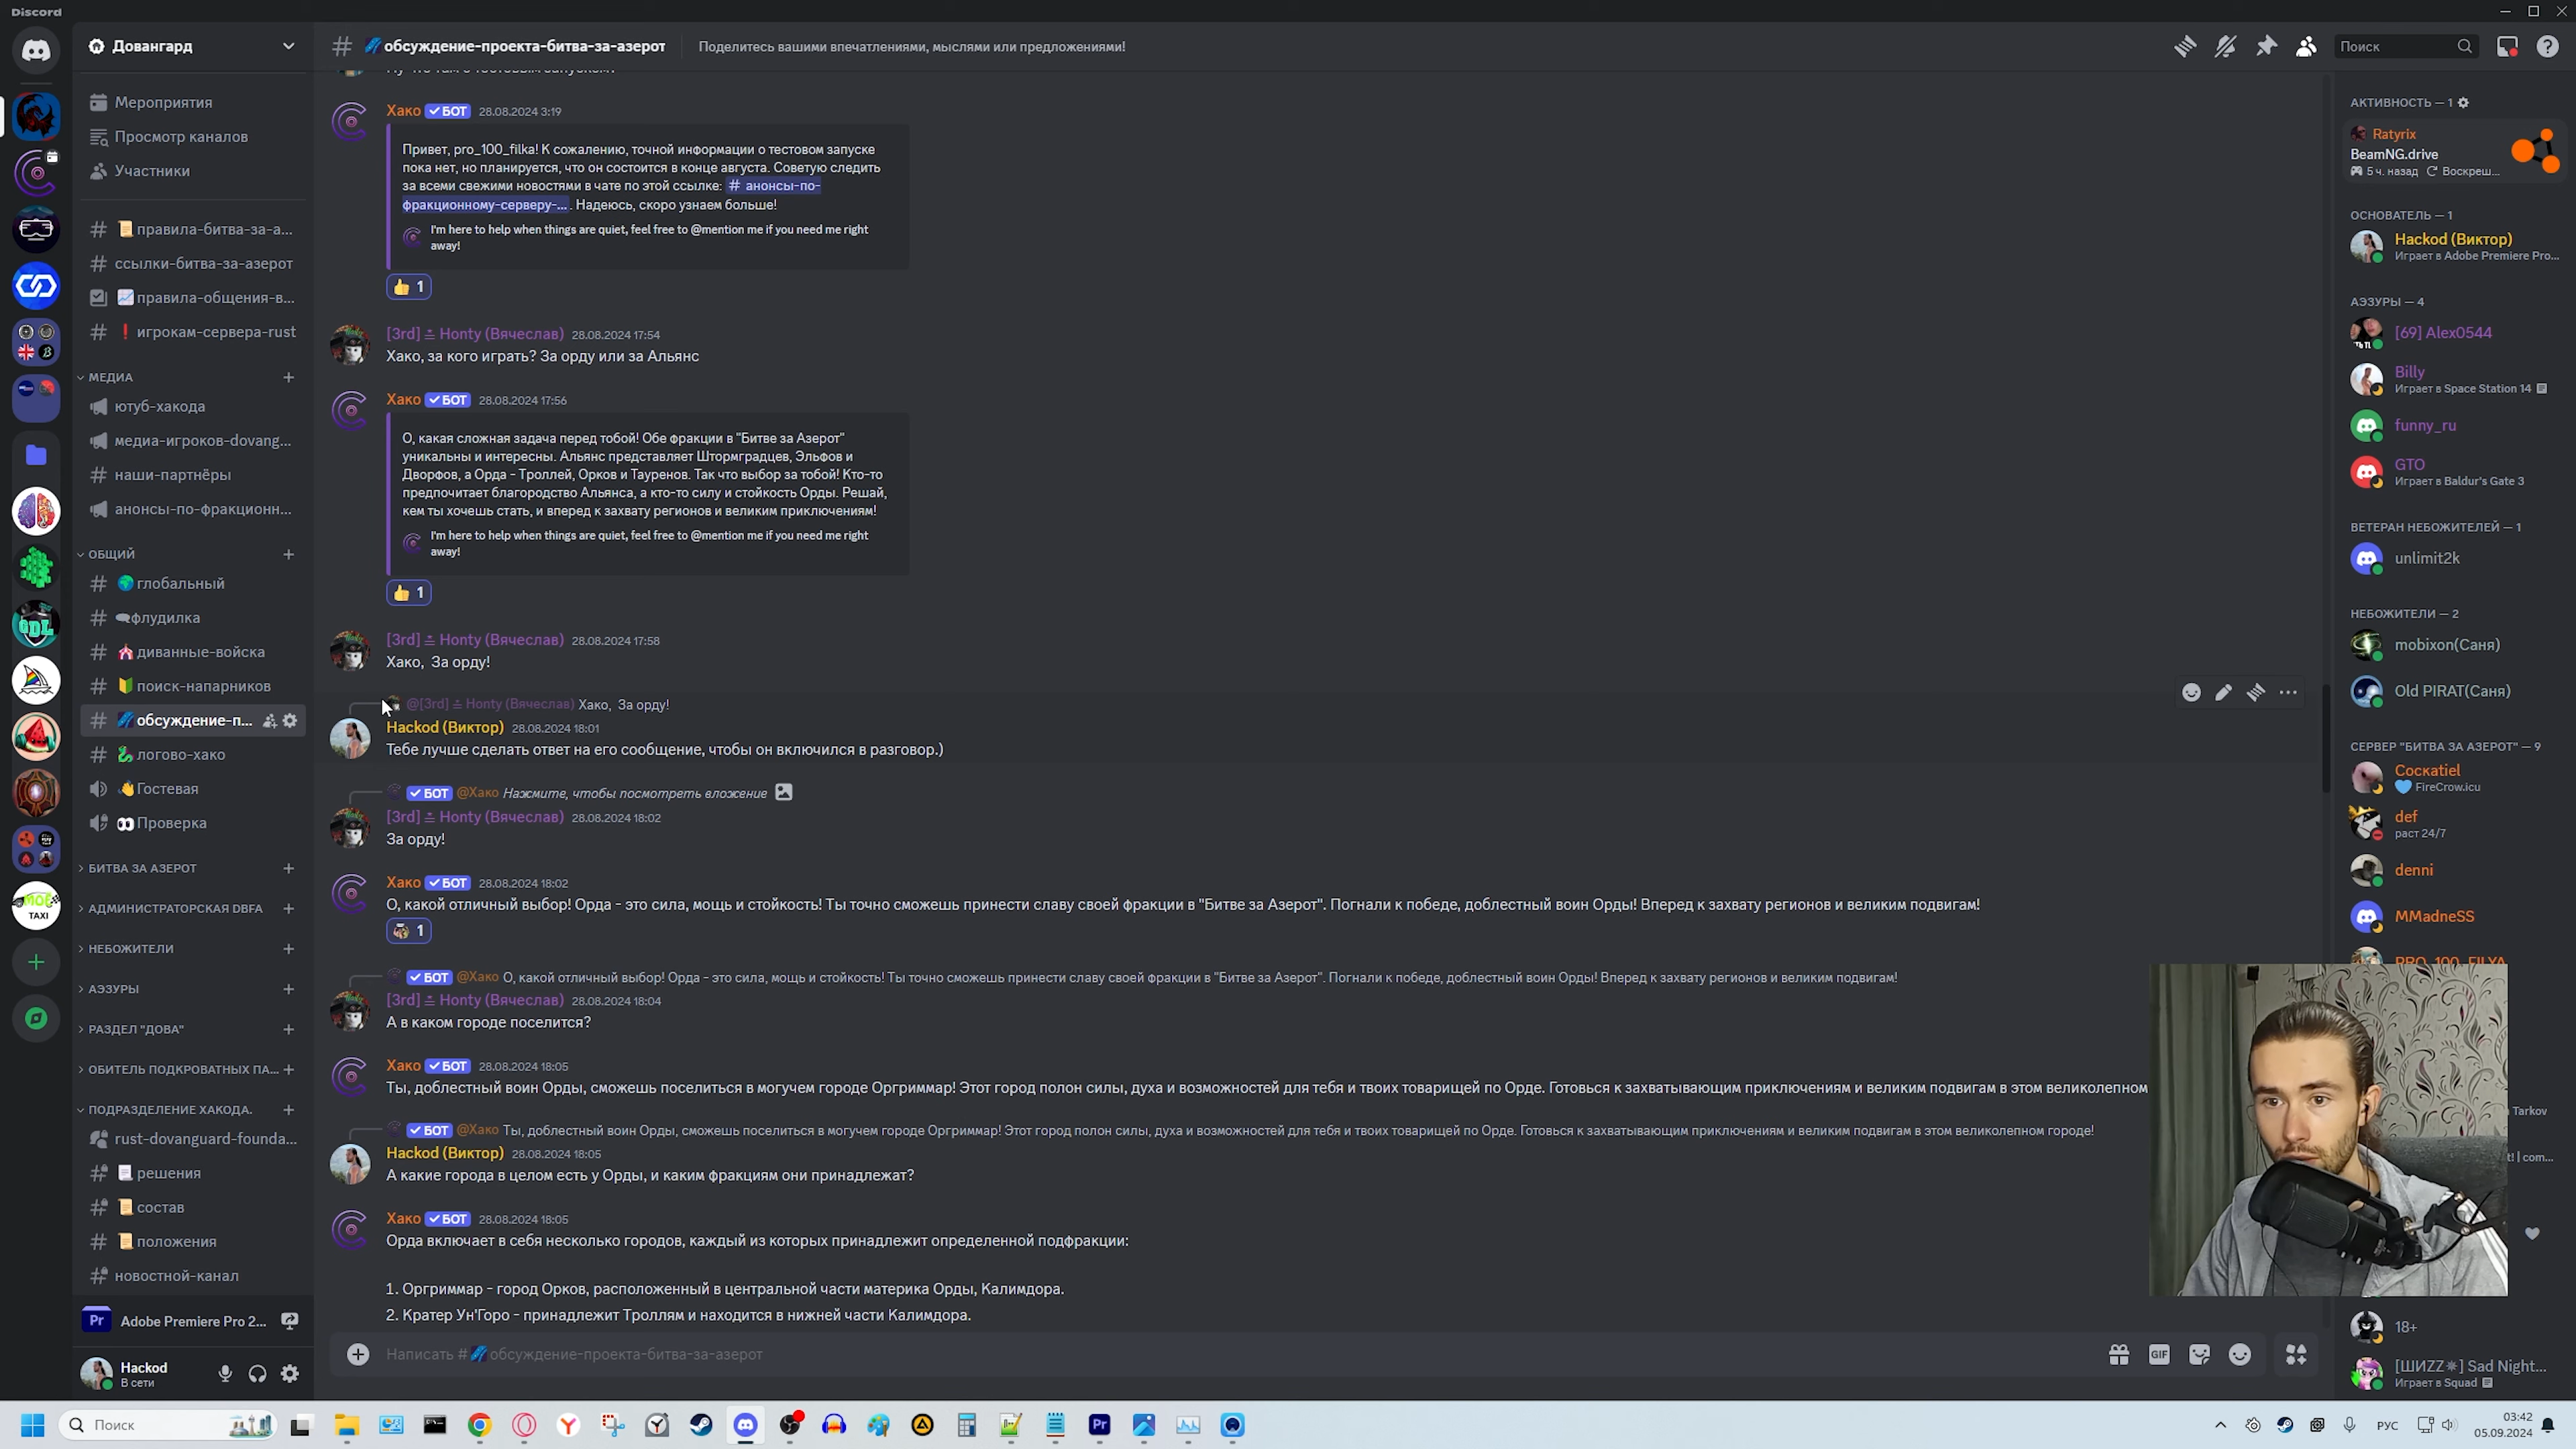 Discord
Довангард
Мероприятия
Просмотр каналов
Участники
правила-битва-за-а...
ссылки-битва-за-азерот
правила-общения-в...
игрокам-сервера-rust
МЕДИА
ютуб-хакода
медиа-игроков-dovang...
наши-партнёры
анонсы-по-фракционн...
ОБЩИЙ
глобальный
флудилка
диванные-войска
поиск-напарников
обсуждение-п...
логово-хако
Гостевая
Проверка
БИТВА ЗА АЗЕРОТ
АДМИНИСТРАТОРСКАЯ DBFA
НЕБОЖИТЕЛИ
АЭЗУРЫ
РАЗДЕЛ "ДОВА"
ОБИТЕЛЬ ПОДКРОВАТНЫХ ПА...
ПОДРАЗДЕЛЕНИЕ ХАКОДА.
rust-dovanguard-founda...
решения
состав
положения
новостной-канал
Adobe Premiere Pro 2...
Hackod
В сети
обсуждение-проекта-битва-за-азерот
Поделитесь вашими впечатлениями, мыслями или предложениями!
Поиск
Хако БОТ 28.08.2024 3:19
Привет, pro_100_filka! К сожалению, точной информации о тестовом запуске
пока нет, но планируется, что он состоится в конце августа. Советую следить
за всеми свежими новостями в чате по этой ссылке: # анонсы-по-
фракционному-серверу-... . Надеюсь, скоро узнаем больше!
I'm here to help when things are quiet, feel free to @mention me if you need me right
away!
1
[3rd] Honty (Вячеслав) 28.08.2024 17:54
Хако, за кого играть? За орду или за Альянс
Хако БОТ 28.08.2024 17:56
О, какая сложная задача перед тобой! Обе фракции в "Битве за Азерот"
уникальны и интересны. Альянс представляет Штормградцев, Эльфов и
Дворфов, а Орда - Троллей, Орков и Тауренов. Так что выбор за тобой! Кто-то
предпочитает благородство Альянса, а кто-то силу и стойкость Орды. Решай,
кем ты хочешь стать, и вперед к захвату регионов и великим приключениям!
I'm here to help when things are quiet, feel free to @mention me if you need me right
away!
1
[3rd] Honty (Вячеслав) 28.08.2024 17:58
Хако, За орду!
@[3rd] Honty (Вячеслав) Хако, За орду!
Hackod (Виктор) 28.08.2024 18:01
Тебе лучше сделать ответ на его сообщение, чтобы он включился в разговор.)
БОТ @Хако Нажмите, чтобы посмотреть вложение
[3rd] Honty (Вячеслав) 28.08.2024 18:02
За орду!
Хако БОТ 28.08.2024 18:02
О, какой отличный выбор! Орда - это сила, мощь и стойкость! Ты точно сможешь принести славу своей фракции в "Битве за Азерот". Погнали к победе, доблестный воин Орды! Вперед к захвату регионов и великим подвигам!
1
БОТ @Хако О, какой отличный выбор! Орда - это сила, мощь и стойкость! Ты точно сможешь принести славу своей фракции в "Битве за Азерот". Погнали к победе, доблестный воин Орды! Вперед к захвату регионов и великим подвигам!
[3rd] Honty (Вячеслав) 28.08.2024 18:04
А в каком городе поселится?
Хако БОТ 28.08.2024 18:05
Ты, доблестный воин Орды, сможешь поселиться в могучем городе Оргриммар! Этот город полон силы, духа и возможностей для тебя и твоих товарищей по Орде. Готовься к захватывающим приключениям и великим подвигам в этом великолепном
БОТ @Хако Ты, доблестный воин Орды, сможешь поселиться в могучем городе Оргриммар! Этот город полон силы, духа и возможностей для тебя и твоих товарищей по Орде. Готовься к захватывающим приключениям и великим подвигам в этом великолепном городе!
Hackod (Виктор) 28.08.2024 18:05
А какие города в целом есть у Орды, и каким фракциям они принадлежат?
Хако БОТ 28.08.2024 18:05
Орда включает в себя несколько городов, каждый из которых принадлежит определенной подфракции:
1. Оргриммар - город Орков, расположенный в центральной части материка Орды, Калимдора.
2. Кратер Ун'Горо - принадлежит Троллям и находится в нижней части Калимдора.
Написать # обсуждение-проекта-битва-за-азерот
GIF
АКТИВНОСТЬ — 1
Ratyrix
BeamNG.drive
5 ч. назад Воскреш...
ОСНОВАТЕЛЬ — 1
Hackod (Виктор)
Играет в Adobe Premiere Pro...
АЭЗУРЫ — 4
[69] Alex0544
Billy
Играет в Space Station 14
funny_ru
GTO
Играет в Baldur's Gate 3
ВЕТЕРАН НЕБОЖИТЕЛЕЙ — 1
unlimit2k
НЕБОЖИТЕЛИ — 2
mobixon(Саня)
Old PIRAT(Саня)
СЕРВЕР "БИТВА ЗА АЗЕРОТ" — 9
Cockatiel
FireCrow.icu
def
раст 24/7
denni
MMadneSS
PRO_100_FILYA
Tarkov
com...
18+
[ШИZZ] Sad Night...
Играет в Squad
MOE
TAXI
GDL
Pr
Поиск
Pr
РУС
03:42
05.09.2024